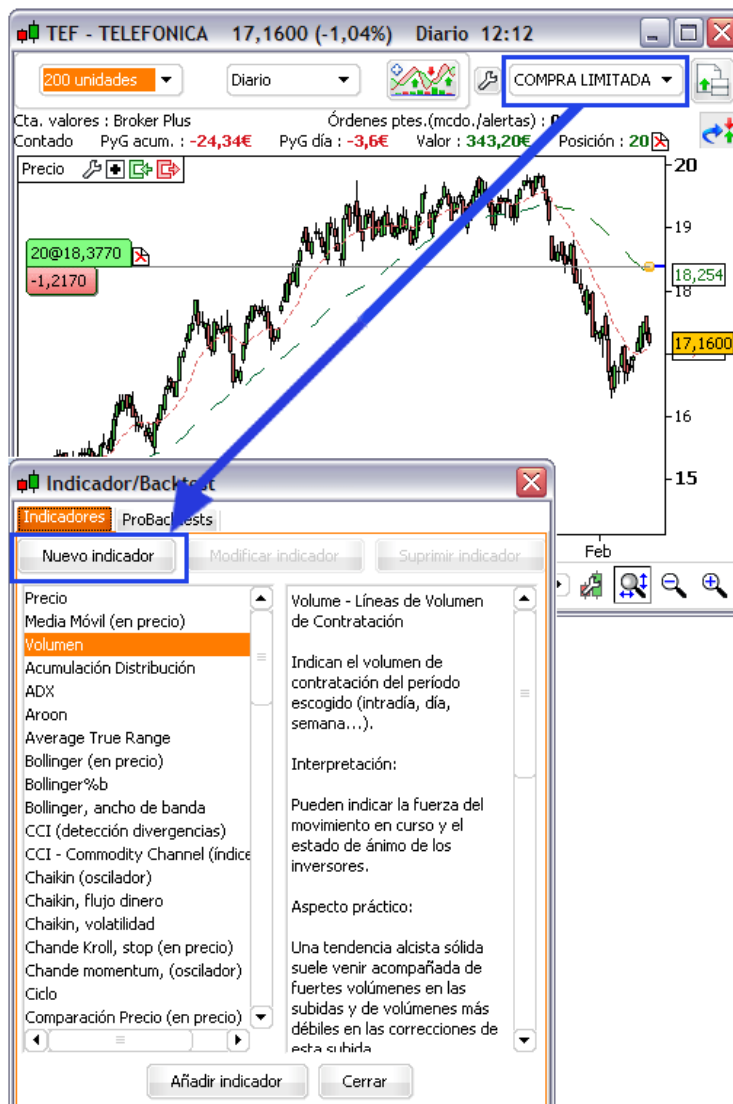 TEF - TELEFONICA 17,1600 (-1,04%) Diario 12:12
200 unidades Diario COMPRA LIMITADA
Cta. valores : Broker Plus Órdenes ptes.(mcdo./alertas) : 0
Contado PyG acum. : -24,34€ PyG día : -3,6€ Valor : 343,20€ Posición : 20
Precio
20
19
20@18,3770
-1,2170
18,254
18
17,1600
16
15
Feb
Indicador/Backtest
Indicadores ProBacktests
Nuevo indicador Modificar indicador Suprimir indicador
Precio
Media Móvil (en precio)
Volumen
Acumulación Distribución
ADX
Aroon
Average True Range
Bollinger (en precio)
Bollinger%b
Bollinger, ancho de banda
CCI (detección divergencias)
CCI - Commodity Channel (índice
Chaikin (oscilador)
Chaikin, flujo dinero
Chaikin, volatilidad
Chande Kroll, stop (en precio)
Chande momentum, (oscilador)
Ciclo
Comparación Precio (en precio)
Volume - Líneas de Volumen
de Contratación
Indican el volumen de
contratación del período
escogido (intradía, día,
semana...).
Interpretación:
Pueden indicar la fuerza del
movimiento en curso y el
estado de ánimo de los
inversores.
Aspecto práctico:
Una tendencia alcista sólida
suele venir acompañada de
fuertes volúmenes en las
subidas y de volúmenes más
débiles en las correcciones de
esta subida
Añadir indicador Cerrar